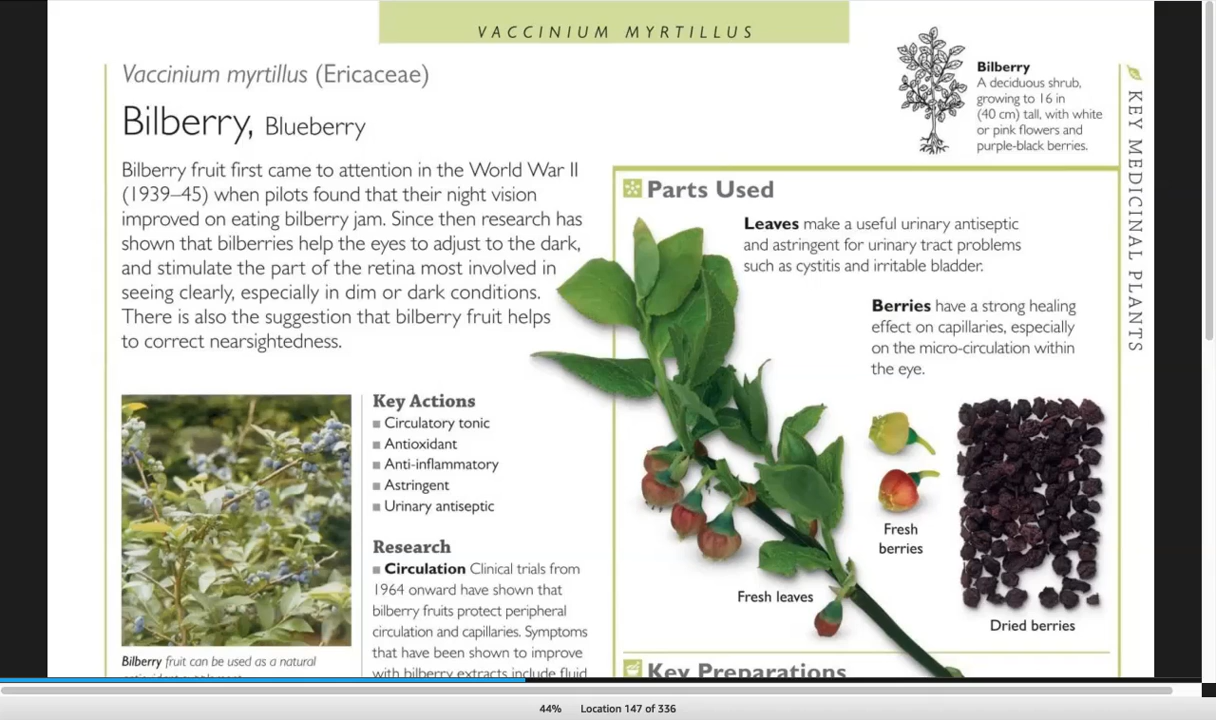 VACCINIUM MYRTILLUS
Vaccinium myrtillus (Ericaceae)
Bilberry, Blueberry
Bilberry fruit first came to attention in the World War II
(1939–45) when pilots found that their night vision
improved on eating bilberry jam. Since then research has
shown that bilberries help the eyes to adjust to the dark,
and stimulate the part of the retina most involved in
seeing clearly, especially in dim or dark conditions.
There is also the suggestion that bilberry fruit helps
to correct nearsightedness.
Bilberry fruit can be used as a natural
Key Actions
■ Circulatory tonic
■ Antioxidant
■ Anti-inflammatory
■ Astringent
■ Urinary antiseptic
Research
■ Circulation Clinical trials from
1964 onward have shown that
bilberry fruits protect peripheral
circulation and capillaries. Symptoms
that have been shown to improve
with bilberry extracts include fluid
Bilberry
A deciduous shrub,
growing to 16 in
(40 cm) tall, with white
or pink flowers and
purple-black berries.
Parts Used
Leaves make a useful urinary antiseptic
and astringent for urinary tract problems
such as cystitis and irritable bladder.
Berries have a strong healing
effect on capillaries, especially
on the micro-circulation within
the eye.
Fresh
berries
Fresh leaves
Dried berries
Key Preparations
KEY MEDICINAL PLANTS
44% Location 147 of 336